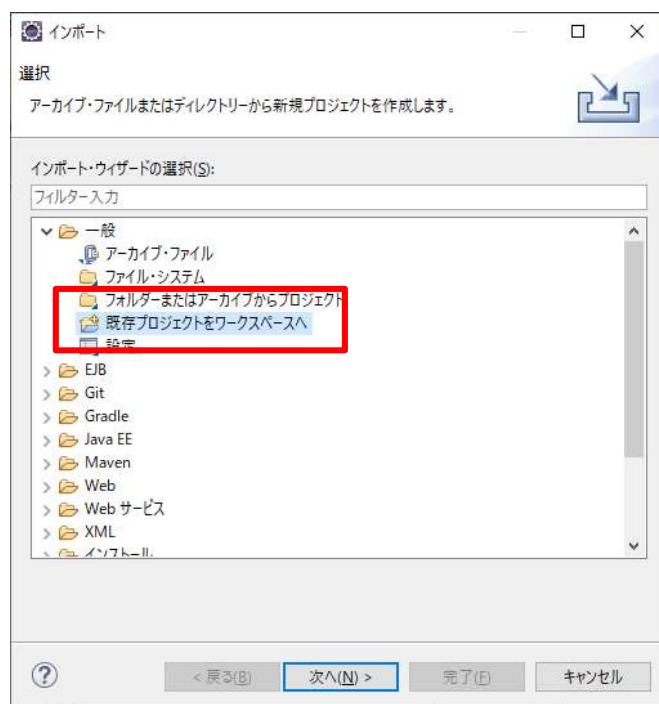 インポート
選択
アーカイブ・ファイルまたはディレクトリーから新規プロジェクトを作成します。
インポート・ウィザードの選択(S):
フィルター入力
一般
アーカイブ・ファイル
ファイル・システム
フォルダーまたはアーカイブからプロジェクト
既存プロジェクトをワークスペースへ
設定
EJB
Git
Gradle
Java EE
Maven
Web
Web サービス
XML
インストール
< 戻る(B) 次へ(N) > 完了(F) キャンセル